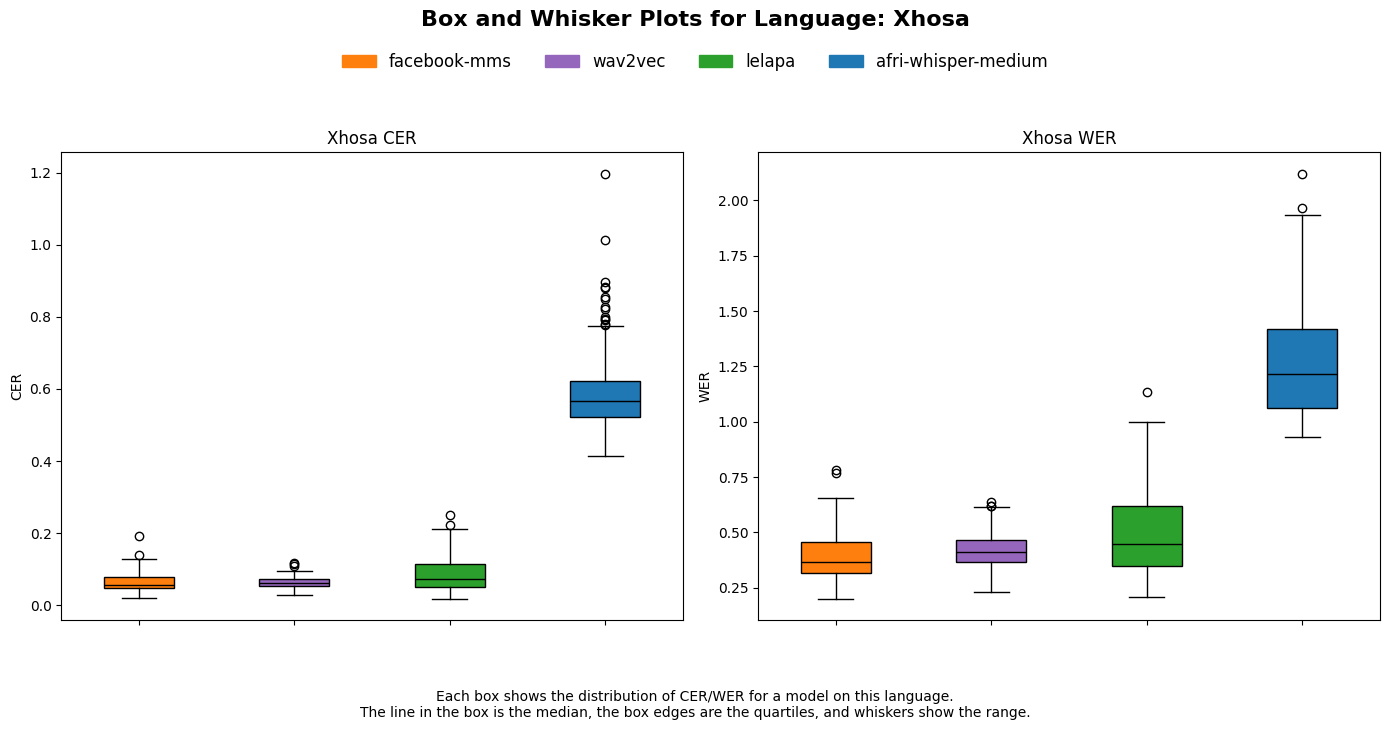 Box and Whisker Plots for Language: Xhosa
facebook-mms wav2vec lelapa afri-whisper-medium
Xhosa CER
CER
1.2
1.0
0.8
0.6
0.4
0.2
0.0
Xhosa WER
WER
2.00
1.75
1.50
1.25
1.00
0.75
0.50
0.25
Each box shows the distribution of CER/WER for a model on this language.
The line in the box is the median, the box edges are the quartiles, and whiskers show the range.